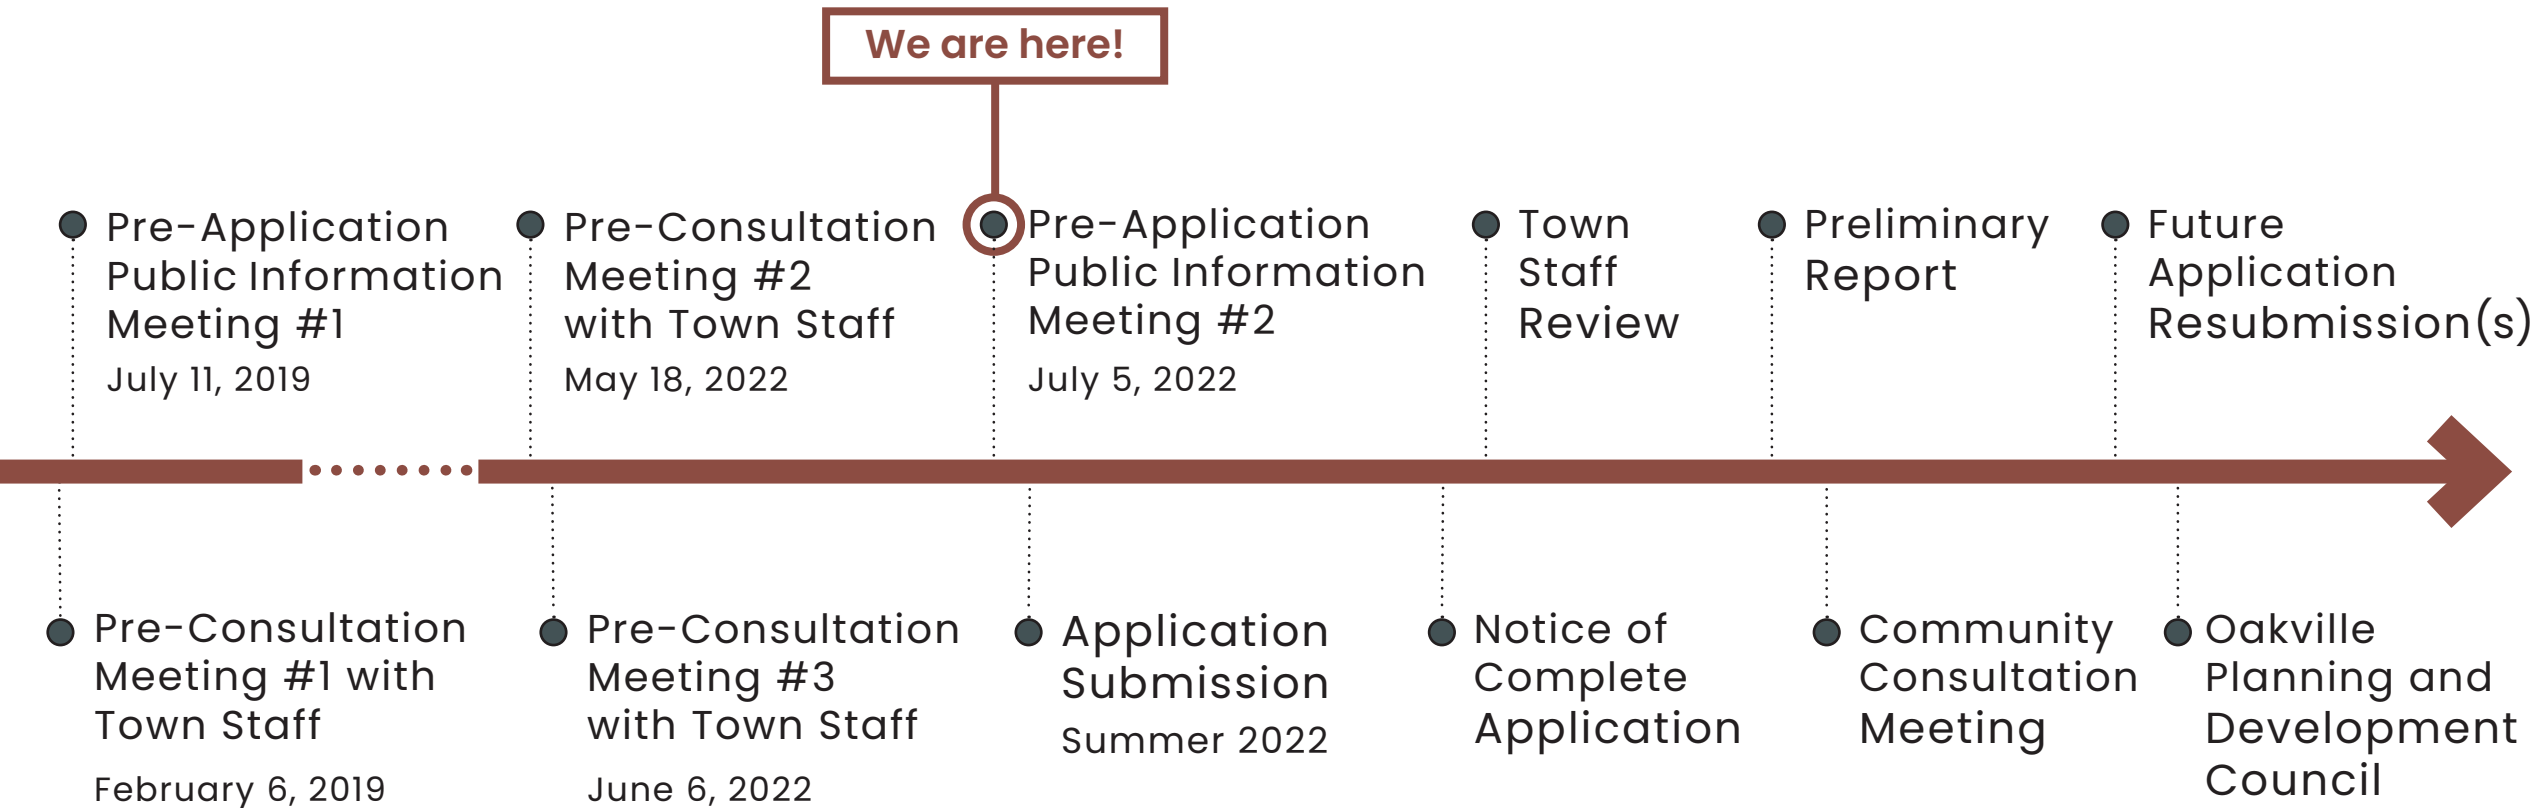 We are here!
Pre-Application
Public Information
Meeting #1
July 11, 2019
Pre-Consultation
Meeting #2
with Town Staff
May 18, 2022
Pre-Application
Public Information
Meeting #2
July 5, 2022
Town
Staff
Review
Preliminary
Report
Future
Application
Resubmission(s)
Pre-Consultation
Meeting #1 with
Town Staff
February 6, 2019
Pre-Consultation
Meeting #3
with Town Staff
June 6, 2022
Application
Submission
Summer 2022
Notice of
Complete
Application
Community
Consultation
Meeting
Oakville
Planning and
Development
Council